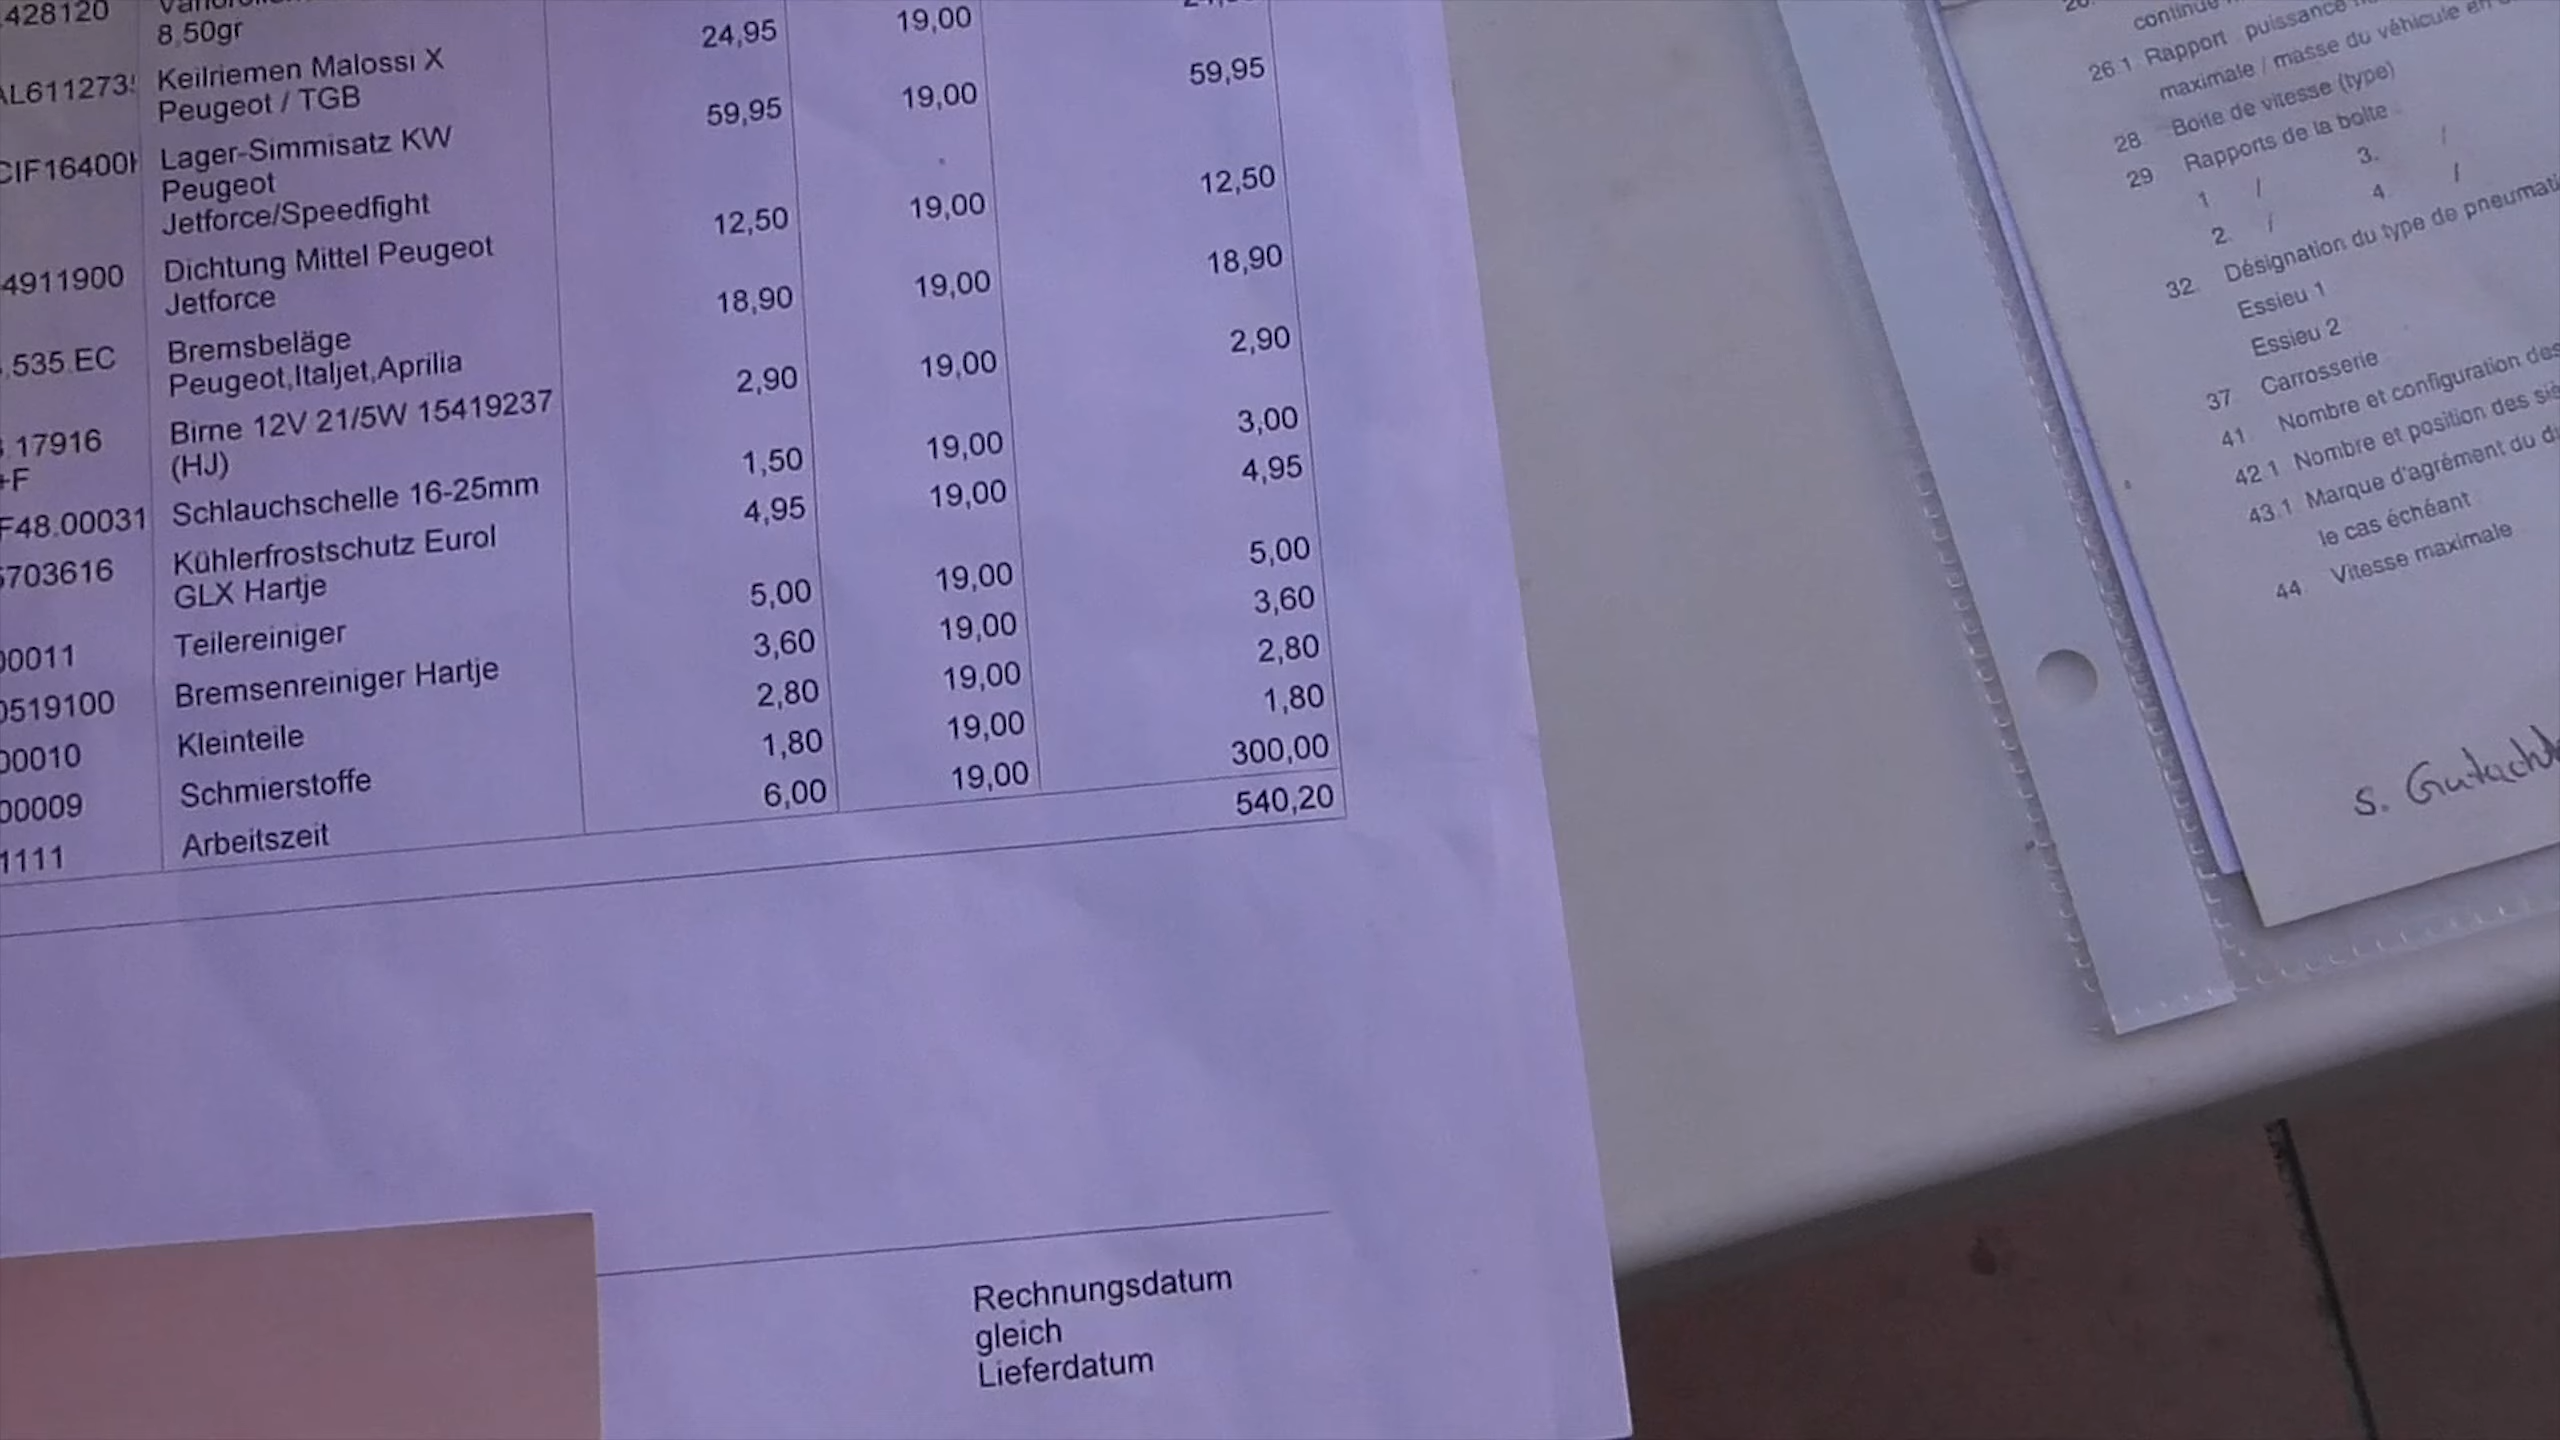 428120
8,50gr
24,95 19,00
Keilriemen Malossi X
Peugeot / TGB
59,95 19,00 59,95
CIF16400
Lager-Simmisatz KW
Peugeot
Jetforce/Speedfight
12,50 19,00 12,50
4911900
Dichtung Mittel Peugeot
Jetforce
18,90 19,00 18,90
535 EC
Bremsbeläge
Peugeot,Italjet,Aprilia
2,90 19,00 2,90
17916
+F
Birne 12V 21/5W 15419237
(HJ)
1,50 19,00 3,00
F48.00031 Schlauchschelle 16-25mm
4,95 19,00 4,95
703616
Kühlerfrostschutz Eurol
GLX Hartje
5,00 19,00 5,00
00011 Teilereiniger
3,60 19,00 3,60
0519100 Bremsenreiniger Hartje
2,80 19,00 2,80
00010 Kleinteile
1,80 19,00 1,80
00009 Schmierstoffe
6,00 19,00 300,00
1111 Arbeitszeit
540,20
Rechnungsdatum
gleich
Lieferdatum
continue
26.1 Rapport puissance
maximale / masse du véhicule en
28 Boite de vitesse (type)
29 Rapports de la boite
1 / 3. /
2. / 4. /
32. Désignation du type de pneumati
Essieu 1
Essieu 2
37 Carrosserie
41 Nombre et configuration des
42.1 Nombre et position des siè
43.1 Marque d'agrément du
le cas échéant
44. Vitesse maximale
s.